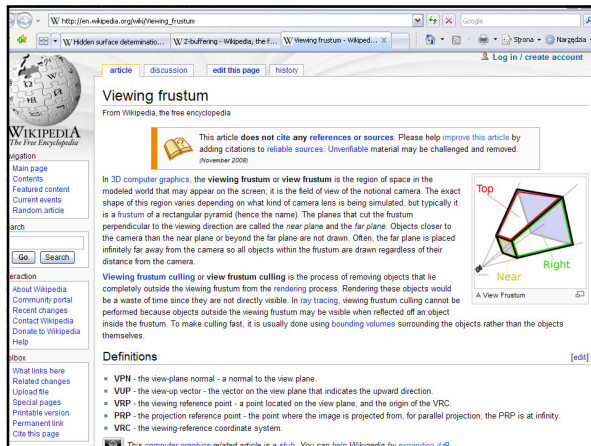 http://en.wikipedia.org/wiki/Viewing_frustum
Google
Hidden surface determinatio...
Z-buffering - Wikipedia, the f...
Viewing frustum - Wikiped...
Strona
Narzędzia
Log in / create account
article
discussion
edit this page
history
WIKIPEDIA
The Free Encyclopedia
vigation
Main page
Contents
Featured content
Current events
Random article
earch
Go
Search
eraction
About Wikipedia
Community portal
Recent changes
Contact Wikipedia
Donate to Wikipedia
Help
olbox
What links here
Related changes
Upload file
Special pages
Printable version
Permanent link
Cite this page
Viewing frustum
From Wikipedia, the free encyclopedia
This article does not cite any references or sources. Please help improve this article by
adding citations to reliable sources. Unverifiable material may be challenged and removed.
(November 2008)
In 3D computer graphics, the viewing frustum or view frustum is the region of space in the
modeled world that may appear on the screen; it is the field of view of the notional camera. The exact
shape of this region varies depending on what kind of camera lens is being simulated, but typically it
is a frustum of a rectangular pyramid (hence the name). The planes that cut the frustum
perpendicular to the viewing direction are called the near plane and the far plane. Objects closer to
the camera than the near plane or beyond the far plane are not drawn. Often, the far plane is placed
infinitely far away from the camera so all objects within the frustum are drawn regardless of their
distance from the camera.
Top
Right
Near
A View Frustum
Viewing frustum culling or view frustum culling is the process of removing objects that lie
completely outside the viewing frustum from the rendering process. Rendering these objects would
be a waste of time since they are not directly visible. In ray tracing, viewing frustum culling cannot be
performed because objects outside the viewing frustum may be visible when reflected off an object
inside the frustum. To make culling fast, it is usually done using bounding volumes surrounding the objects rather than the objects
themselves.
Definitions
[edit]
VPN - the view-plane normal - a normal to the view plane.
VUP - the view-up vector - the vector on the view plane that indicates the upward direction.
VRP - the viewing reference point - a point located on the view plane, and the origin of the VRC.
PRP - the projection reference point - the point where the image is projected from, for parallel projection, the PRP is at infinity.
VRC - the viewing-reference coordinate system.
This computer graphics-related article is a stub. You can help Wikipedia by expanding it